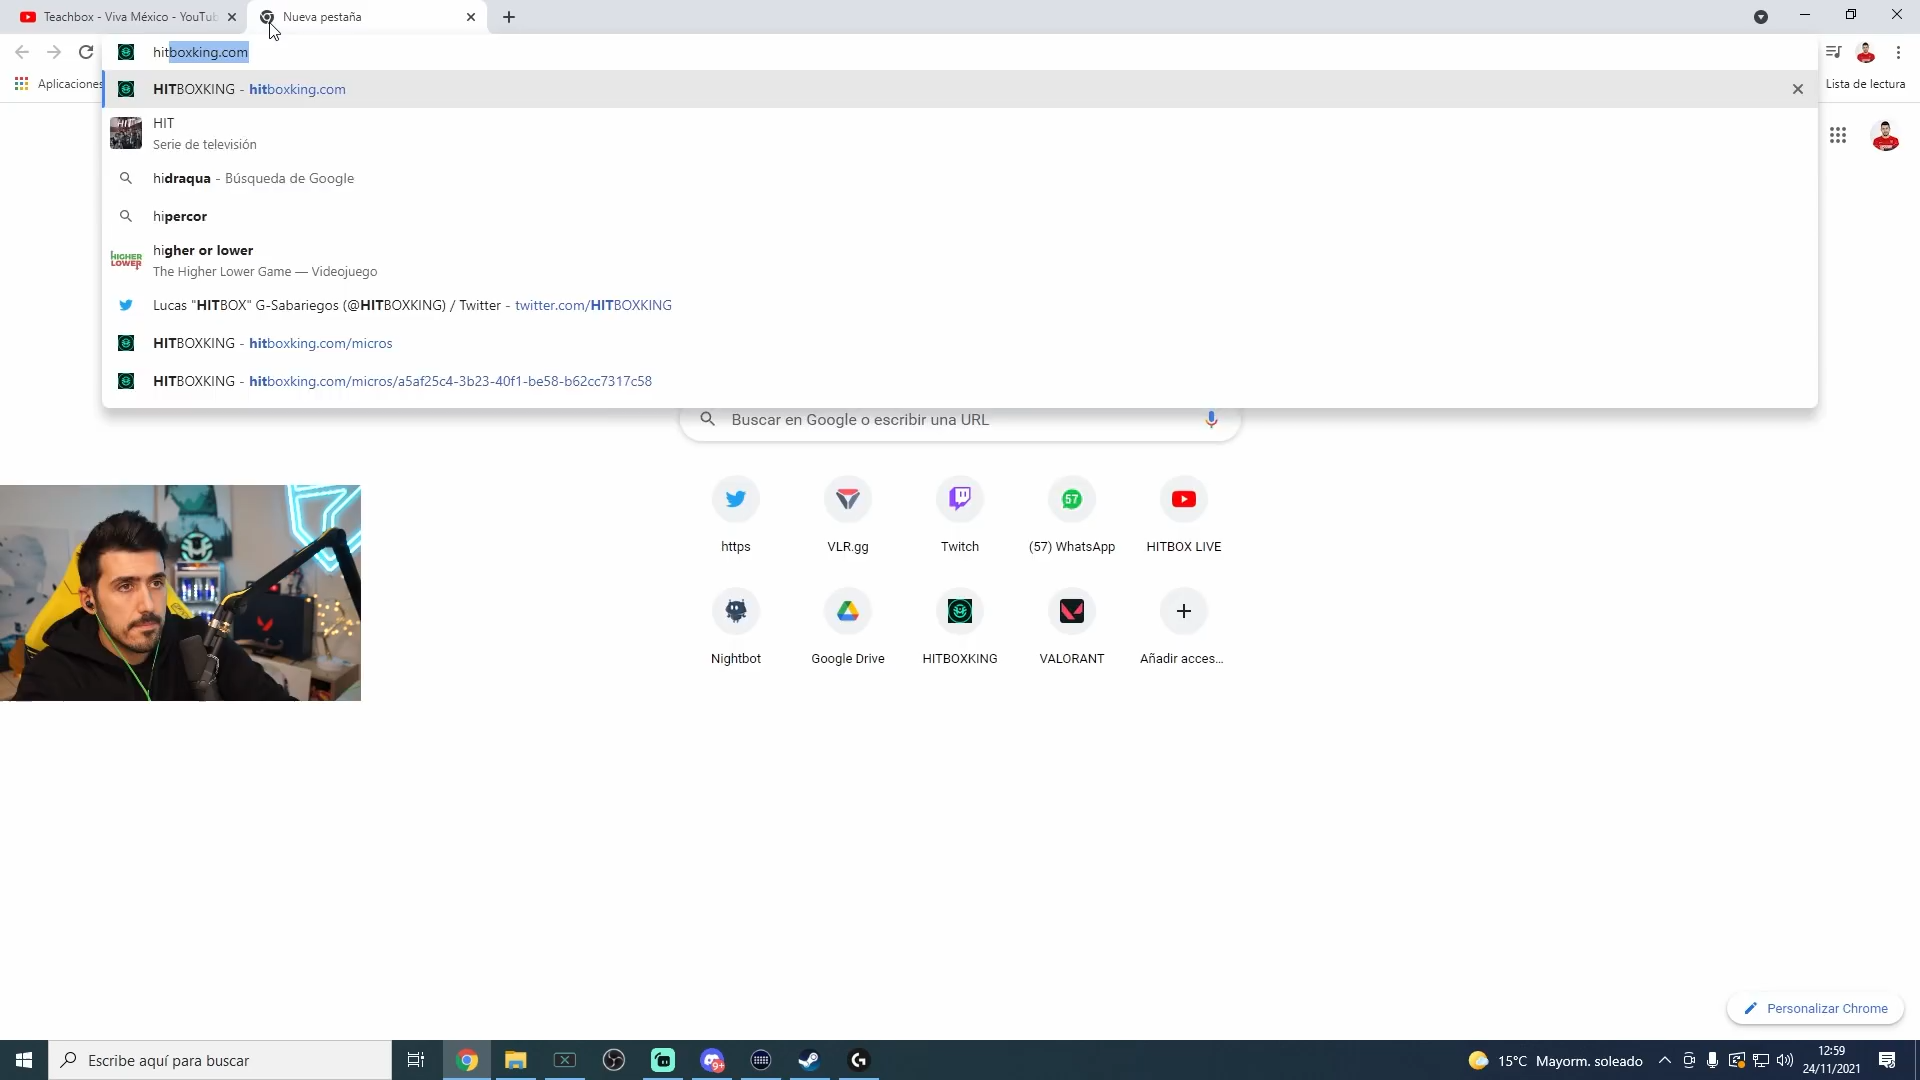 Teachbox - Viva México - YouTub
Nueva pestaña
hitboxking.com
Aplicaciones
Lista de lectura
HITBOXKING - hitboxking.com
HIT
Serie de televisión
hidraqua - Búsqueda de Google
hipercor
higher or lower
The Higher Lower Game — Videojuego
HIGHER
LOWER
Lucas "HITBOX" G-Sabariegos (@HITBOXKING) / Twitter - twitter.com/HITBOXKING
HITBOXKING - hitboxking.com/micros
HITBOXKING - hitboxking.com/micros/a5af25c4-3b23-40f1-be58-b62cc7317c58
Buscar en Google o escribir una URL
57
https
VLR.gg
Twitch
(57) WhatsApp
HITBOX LIVE
Nightbot
Google Drive
HITBOXKING
VALORANT
Añadir acces...
Personalizar Chrome
Escribe aquí para buscar
9+
15°C Mayorm. soleado
12:59
24/11/2021